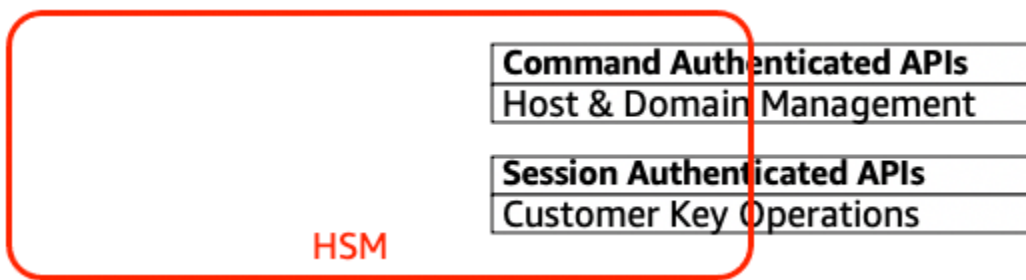 Command Authenticated APIs
Host & Domain Management
Session Authenticated APIs
Customer Key Operations
HSM